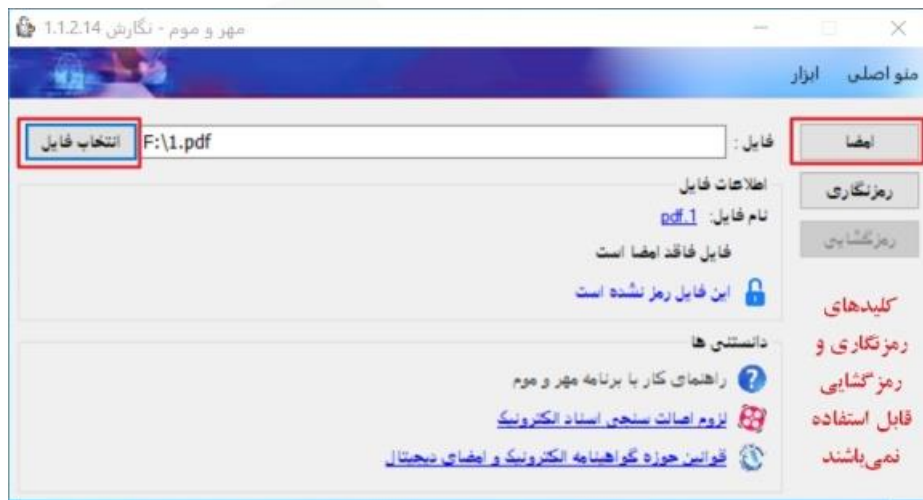 مهر و موم - نگارش 1.1.2.14
منو اصلی ابزار
امضا
فایل :
F:\1.pdf
انتخاب فایل
رمزنگاری
رمزگشایی
اطلاعات فایل
نام فایل: pdf.1
فایل فاقد امضا است
این فایل رمز نشده است
دانستنی ها
راهنمای کار با برنامه مهر و موم
لزوم اصالت سنجی اسناد الکترونیک
قوانین حوزه گواهینامه الکترونیک و امضای دیجیتال
کلیدهای
رمزنگاری و
رمزگشایی
قابل استفاده
نمی‌باشند